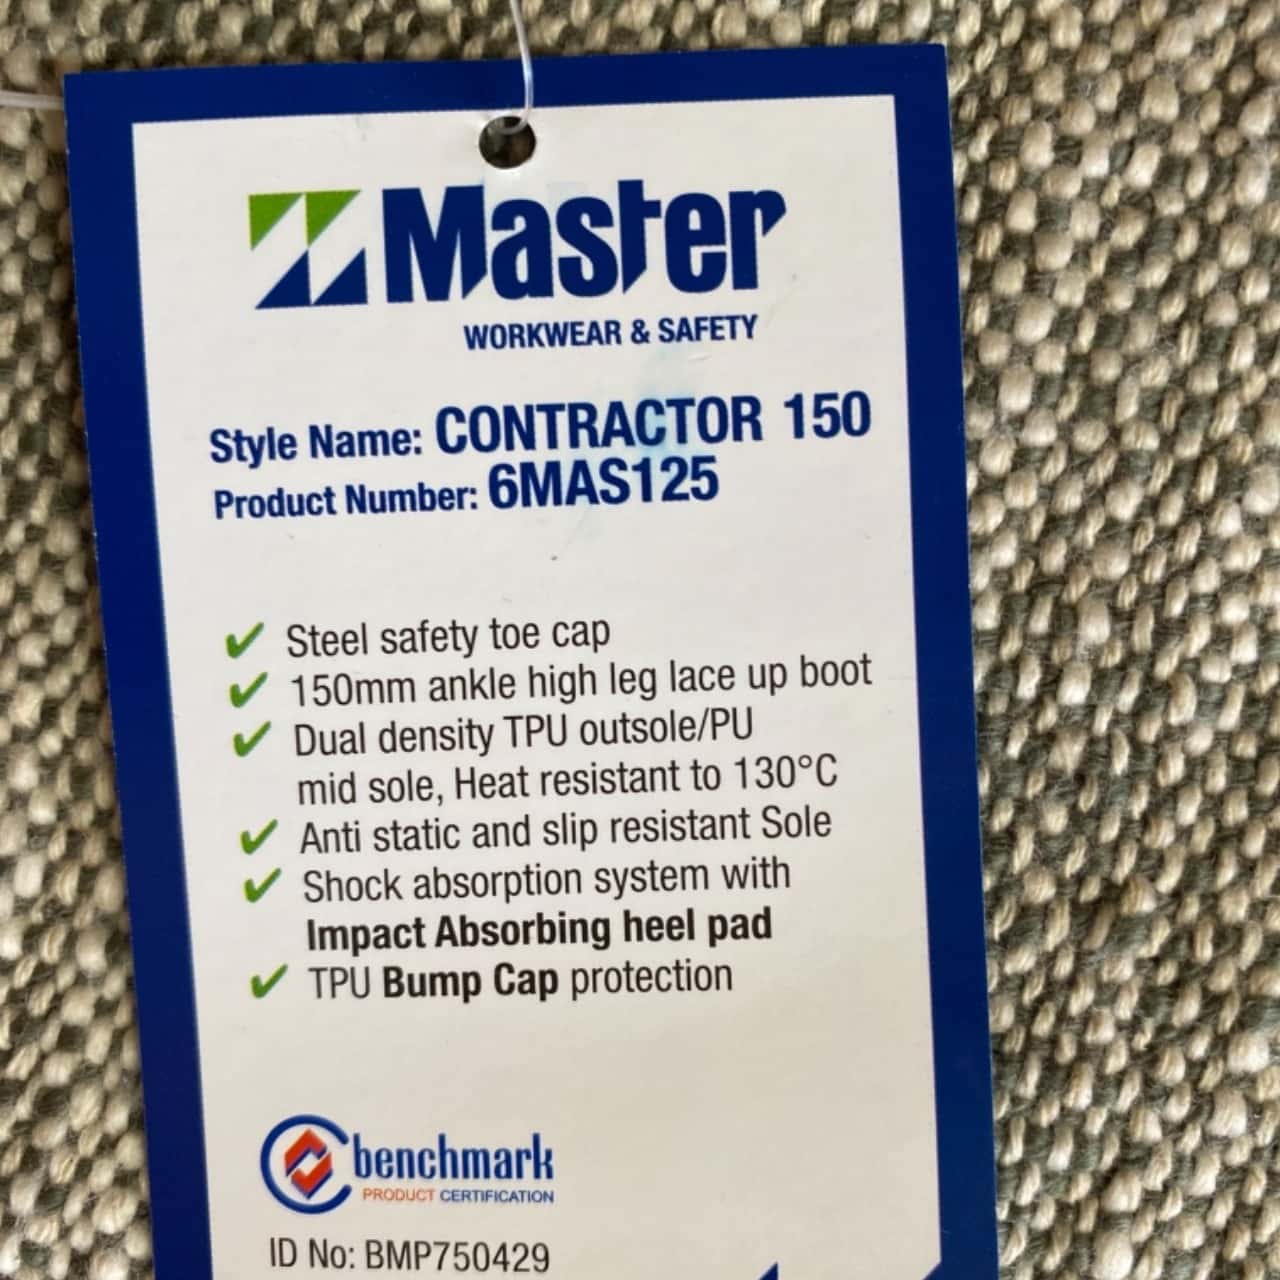 Master
WORKWEAR & SAFETY
Style Name: CONTRACTOR 150
Product Number: 6MAS125
✔ Steel safety toe cap
✔ 150mm ankle high leg lace up boot
✔ Dual density TPU outsole/PU
mid sole, Heat resistant to 130°C
✔ Anti static and slip resistant Sole
✔ Shock absorption system with
Impact Absorbing heel pad
✔ TPU Bump Cap protection
benchmark
PRODUCT CERTIFICATION
ID No: BMP750429